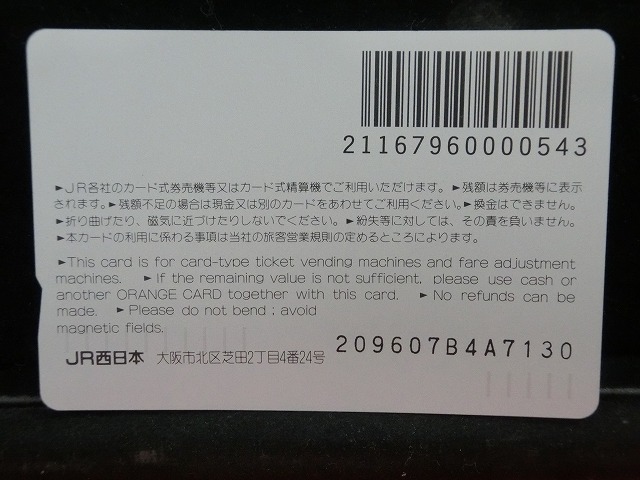 21167960000543
►JR各社のカード式券売機等又はカード式精算機でご利用いただけます。►残額は券売機等に表示
されます。►残額不足の場合は現金又は別のカードをあわせてご利用ください。►換金はできません。
►折り曲げたり、磁気に近づけたりしないでください。►紛失等に対しては、その責を負いません。
►本カードの利用に係わる事項は当社の旅客営業規則の定めるところによります。
►This card is for card-type ticket vending machines and fare adjustment
machines. ►If the remaining value is not sufficient, please use cash or
another ORANGE CARD together with this card. ►No refunds can be
made. ►Please do not bend : avoid
magnetic fields.
JR西日本 大阪市北区芝田2丁目4番24号
209607B4A7130